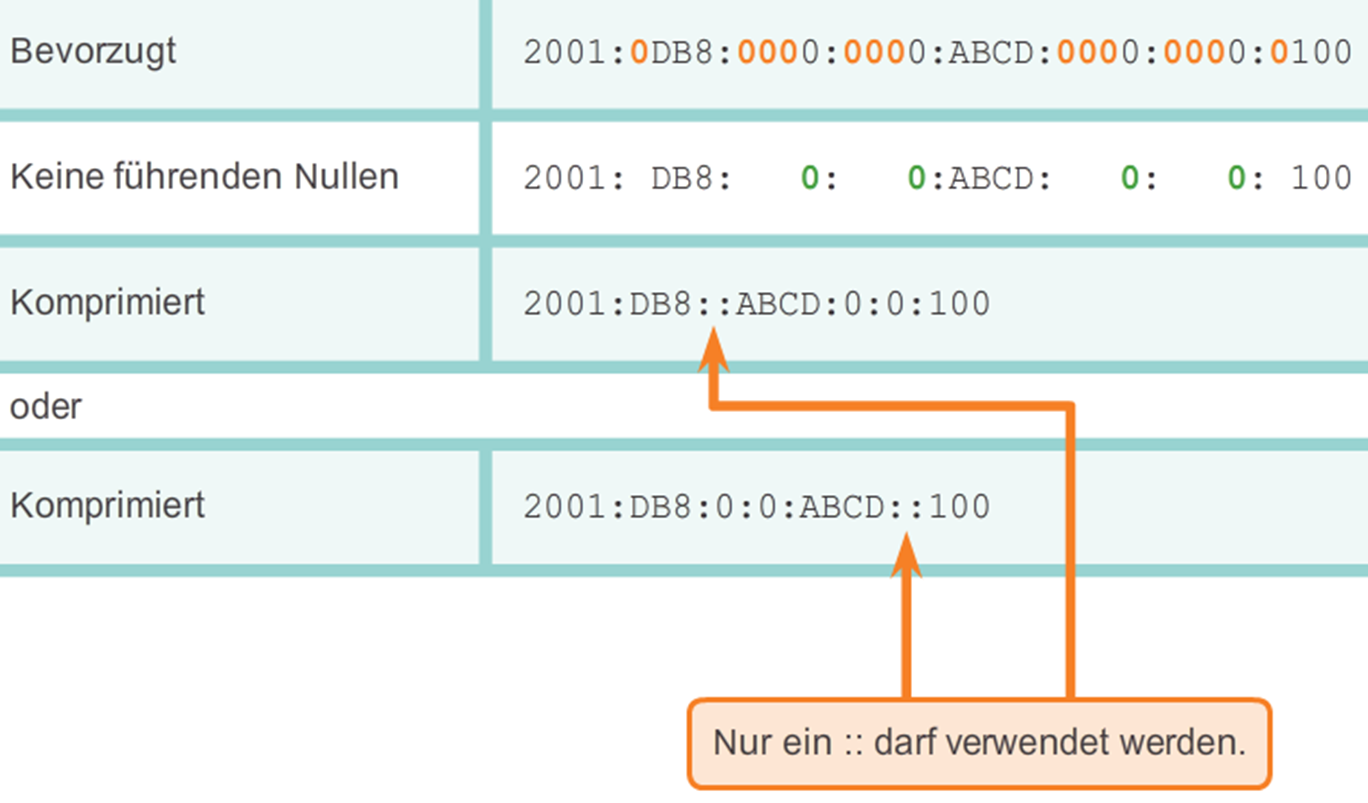 Bevorzugt 2001:0DB8:0000:0000:ABCD:0000:0000:0100
Keine führenden Nullen 2001: DB8: 0: 0:ABCD: 0: 0: 100
Komprimiert 2001:DB8::ABCD:0:0:100
oder
Komprimiert 2001:DB8:0:0:ABCD::100
Nur ein :: darf verwendet werden.